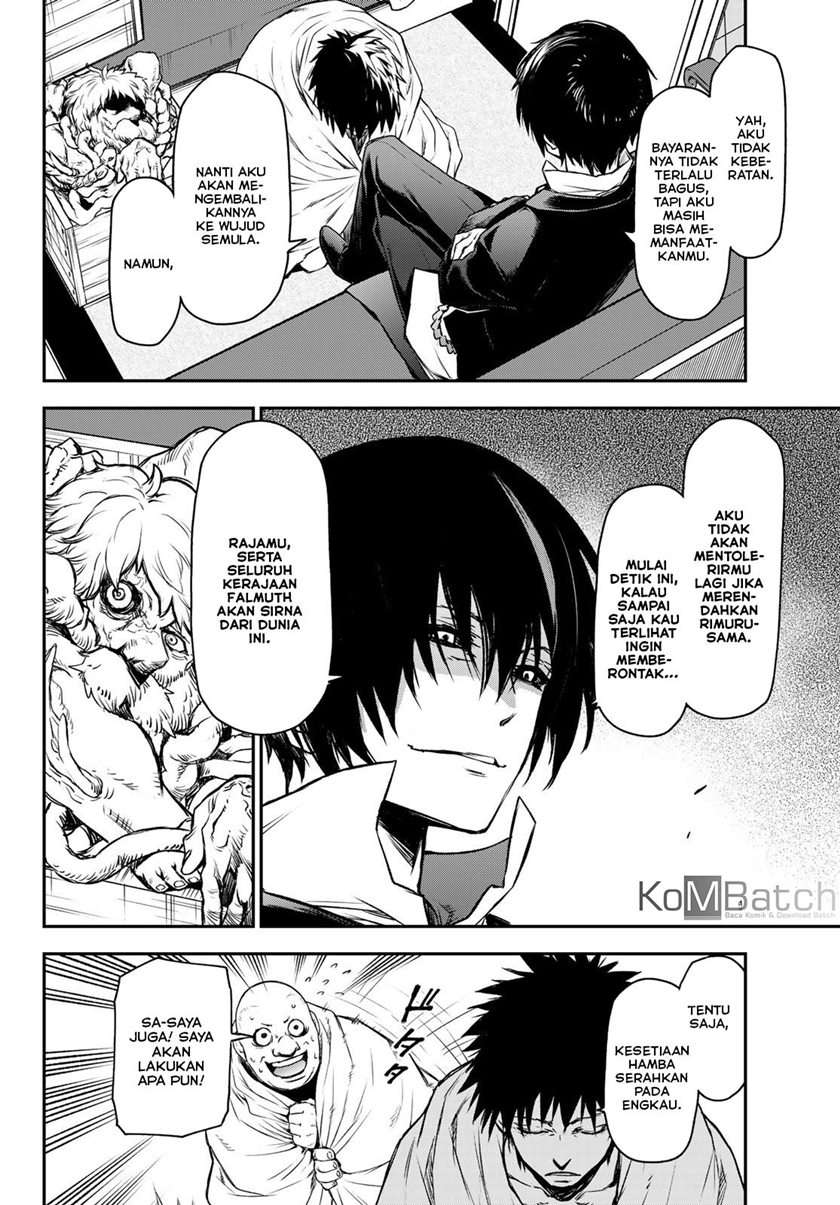 YAH,
AKU
TIDAK
KEBE-
RATAN.
BAYARAN-
NYA TIDAK
TERLALU
BAGUS,
TAPI AKU
MASIH
BISA ME-
MANFAAT-
KANMU.
NANTI AKU
AKAN ME-
NGEMBALI-
KANNYA
KE WUJUD
SEMULA.
NAMUN,
AKU
TIDAK
AKAN
MENTOLE-
RIRMU
LAGI JIKA
MEREN-
DAHKAN
RIMURU-
SAMA.
MULAI
DETIK INI,
KALAU
SAMPAI
SAJA KAU
TERLIHAT
INGIN
MEMBE-
RONTAK...
RAJAMU,
SERTA
SELURUH
KERAJAAN
FALMUTH
AKAN SIRNA
DARI DUNIA
INI.
KoMBatch
Baca Komik & Download Batch
TENTU
SAJA,
KESETIAAN
HAMBA
SERAHKAN
PADA
ENGKAU.
ドドッ
SA-SAYA
JUGA! SAYA
AKAN
LAKUKAN
APA PUN!